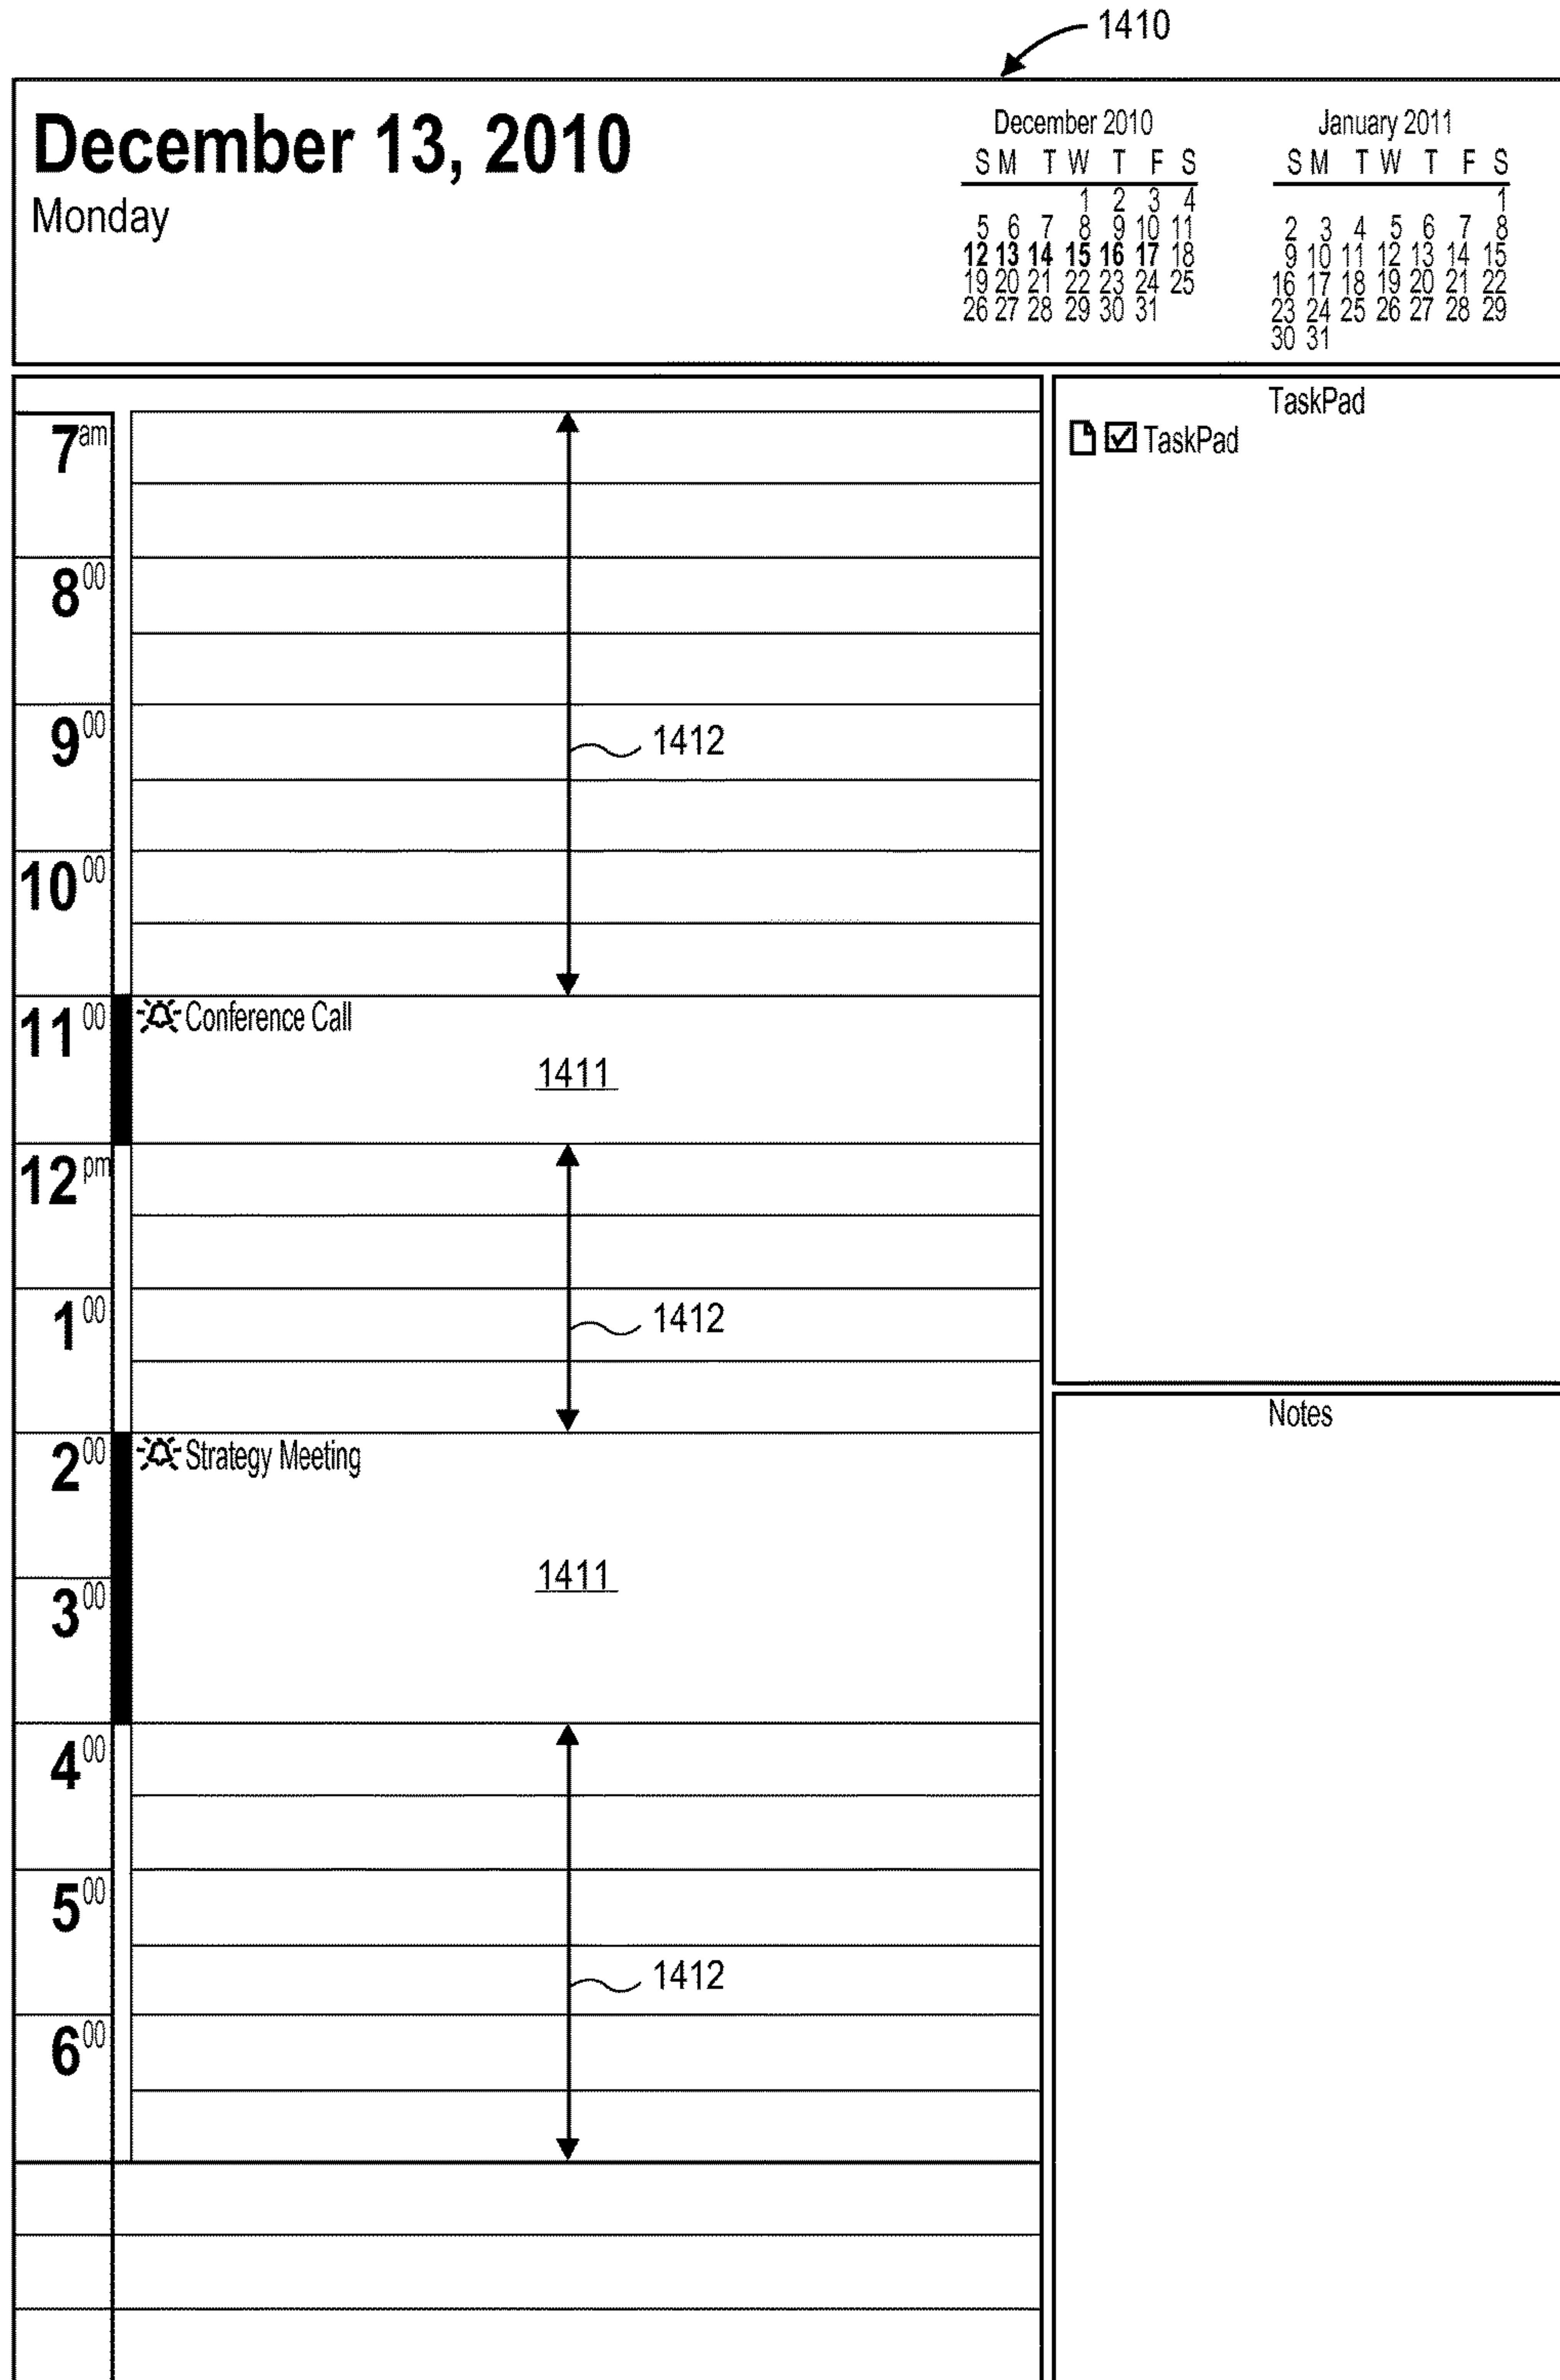 1410
December 13, 2010
Monday
December 2010
S M T W T F S
1 2 3 4
5 6 7 8 9 10 11
12 13 14 15 16 17 18
19 20 21 22 23 24 25
26 27 28 29 30 31
January 2011
S M T W T F S
1
2 3 4 5 6 7 8
9 10 11 12 13 14 15
16 17 18 19 20 21 22
23 24 25 26 27 28 29
30 31
7 am
8 00
9 00
1412
10 00
11 00 Conference Call
1411
12 pm
1 00
1412
2 00 Strategy Meeting
1411
3 00
4 00
5 00
1412
6 00
TaskPad
TaskPad
Notes